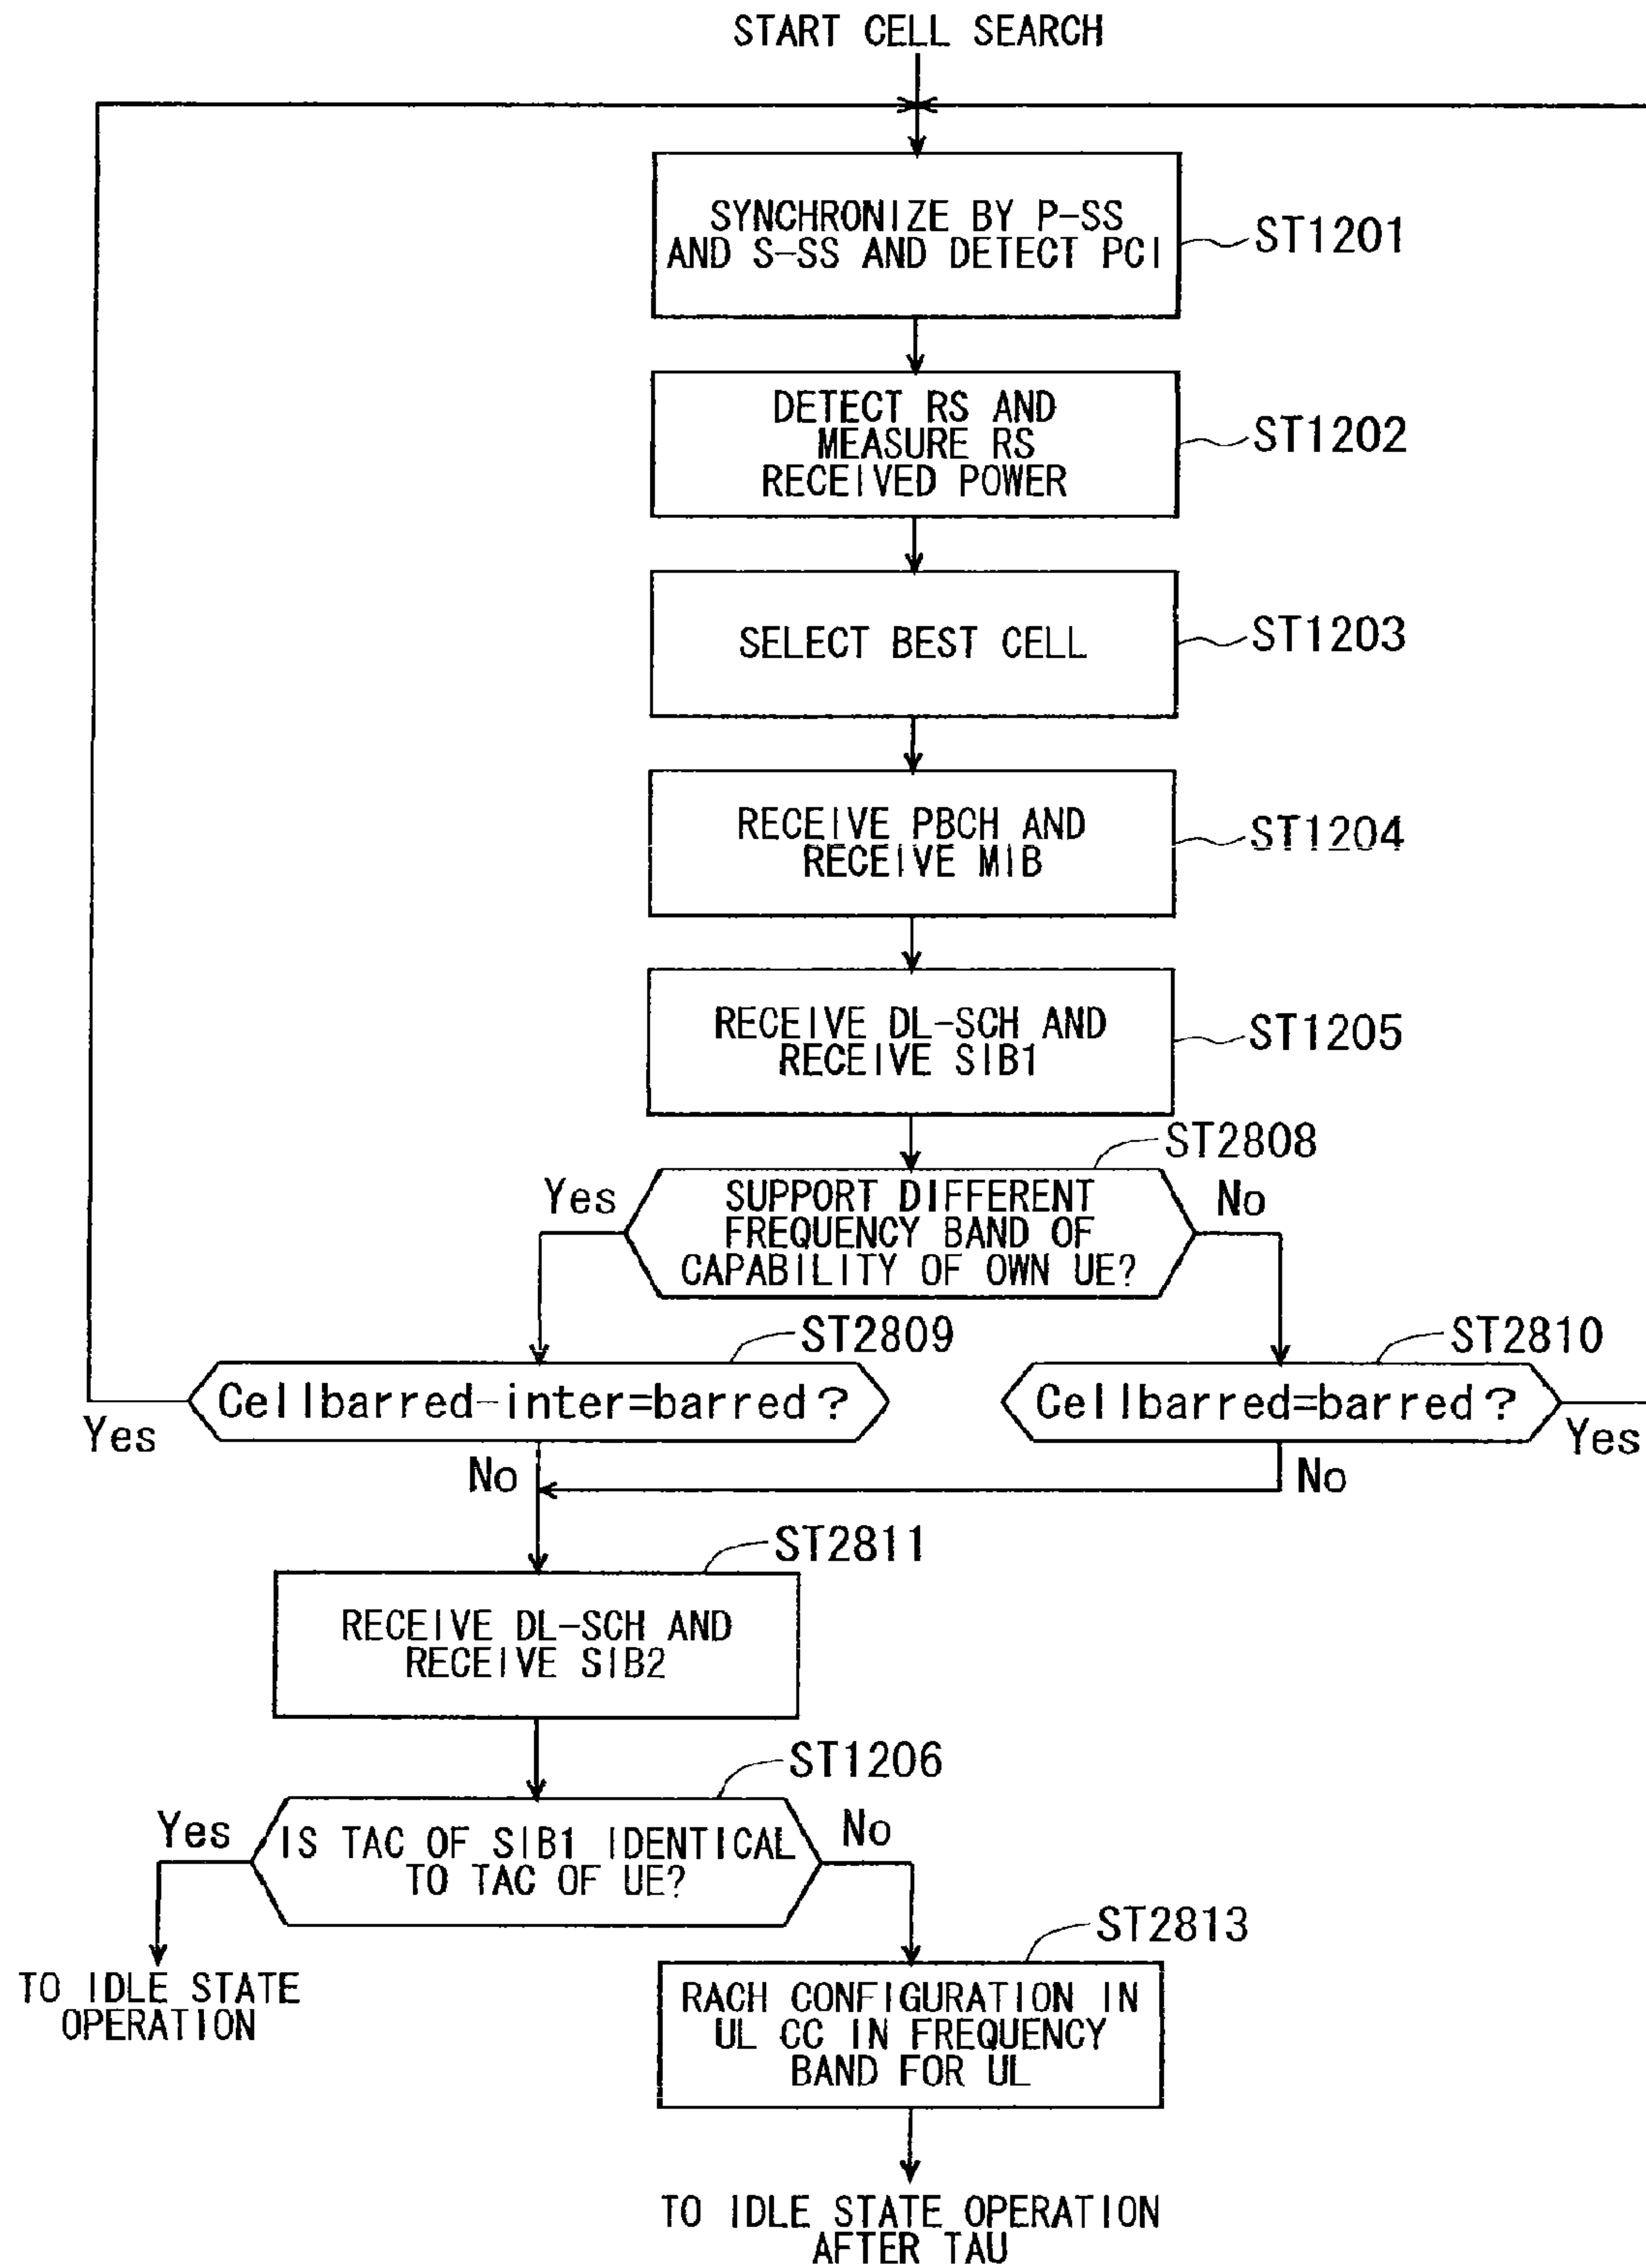 START CELL SEARCH
SYNCHRONIZE BY P-SS
AND S-SS AND DETECT PCI
ST1201
DETECT RS AND
MEASURE RS
RECEIVED POWER
ST1202
SELECT BEST CELL
ST1203
RECEIVE PBCH AND
RECEIVE MIB
ST1204
RECEIVE DL-SCH AND
RECEIVE SIB1
ST1205
ST2808
Yes
SUPPORT DIFFERENT
FREQUENCY BAND OF
CAPABILITY OF OWN UE?
No
ST2809
ST2810
Cellbarred-inter=barred?
Cellbarred=barred?
Yes
Yes
No
No
ST2811
RECEIVE DL-SCH AND
RECEIVE SIB2
ST1206
Yes
IS TAC OF SIB1 IDENTICAL
TO TAC OF UE?
No
ST2813
TO IDLE STATE
OPERATION
RACH CONFIGURATION IN
UL CC IN FREQUENCY
BAND FOR UL
TO IDLE STATE OPERATION
AFTER TAU